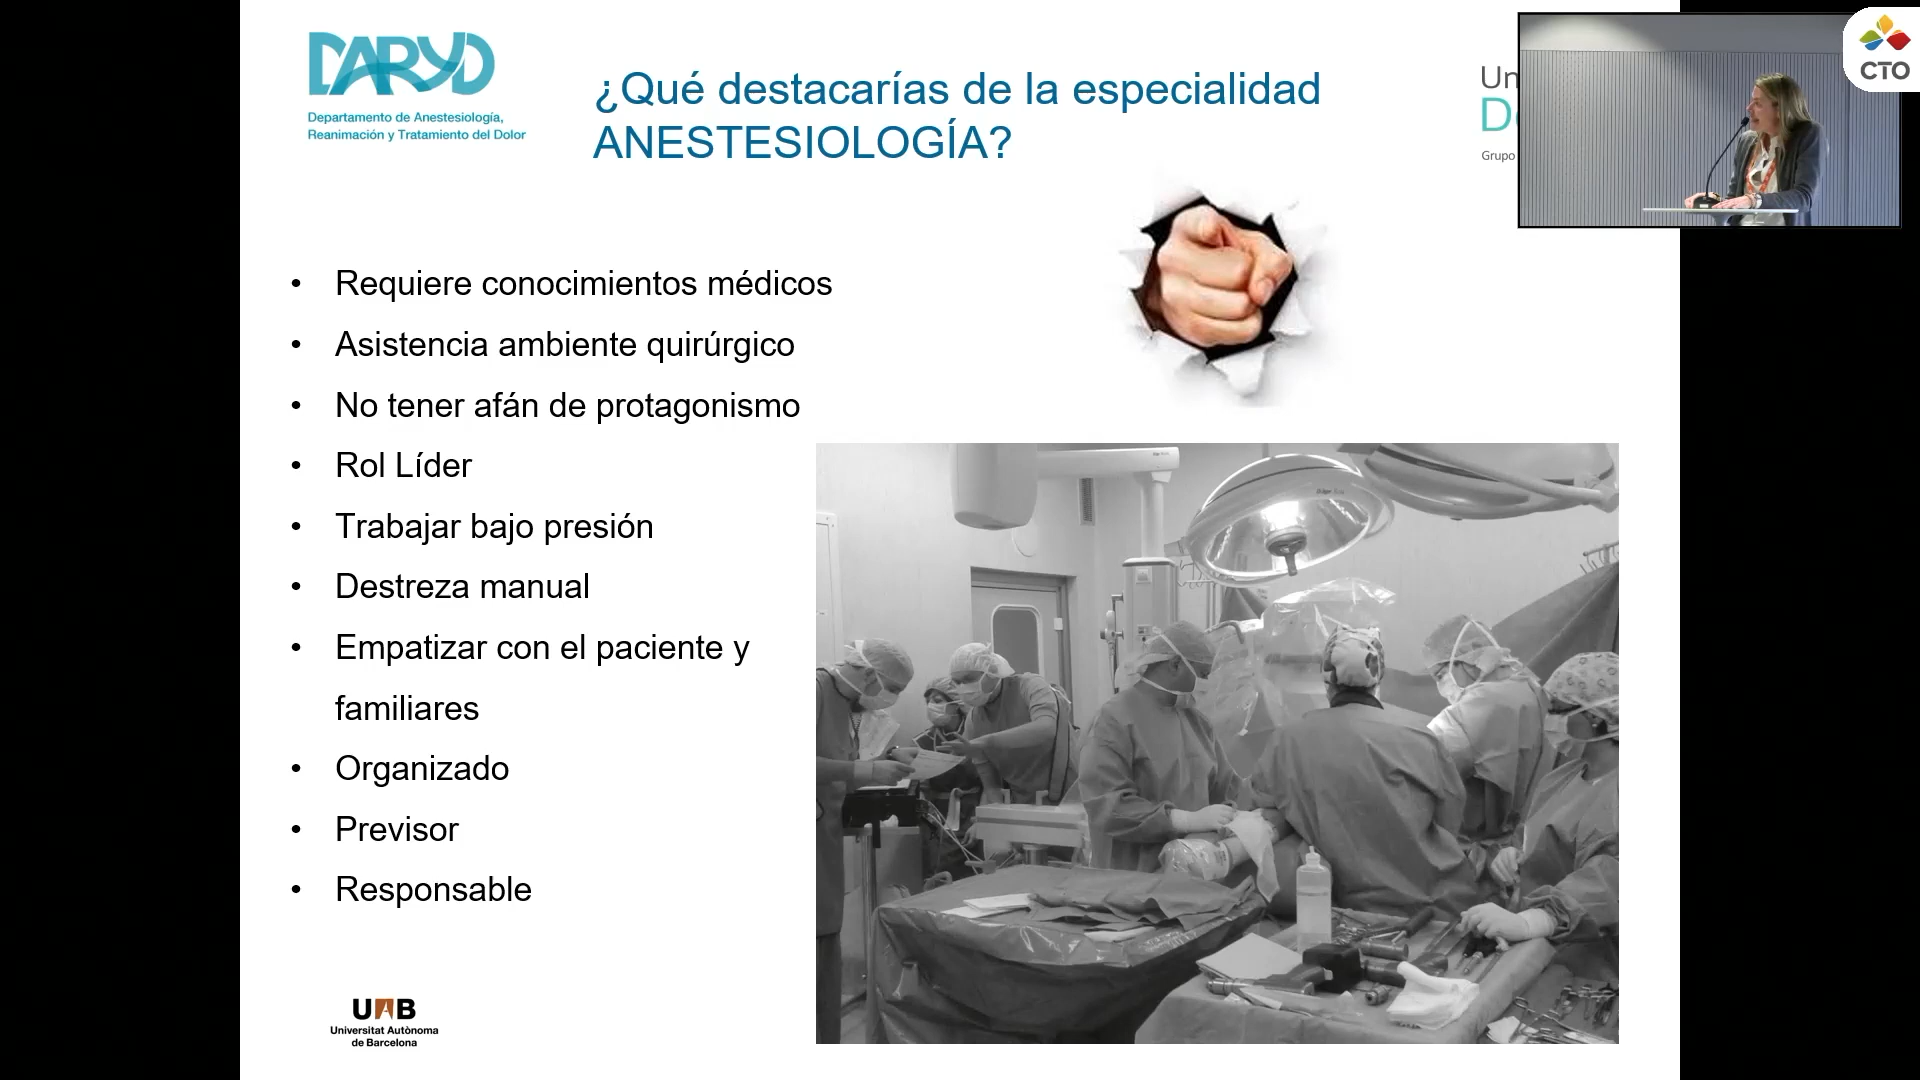 DARYD
Departamento de Anestesiología,
Reanimación y Tratamiento del Dolor
¿Qué destacarías de la especialidad
ANESTESIOLOGÍA?
Grupo
CTO
• Requiere conocimientos médicos
• Asistencia ambiente quirúrgico
• No tener afán de protagonismo
• Rol Líder
• Trabajar bajo presión
• Destreza manual
• Empatizar con el paciente y
familiares
• Organizado
• Previsor
• Responsable
UAB
Universitat Autònoma
de Barcelona